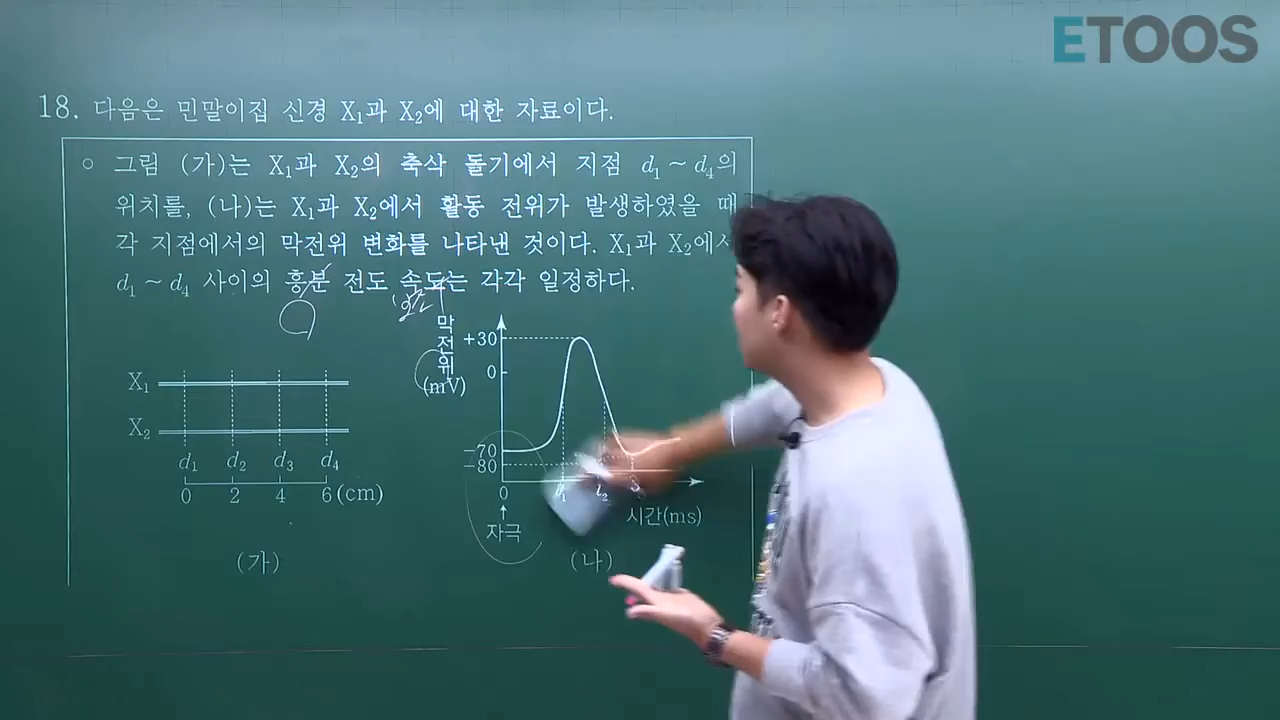 ETOOS
18. 다음은 민말이집 신경 X₁과 X₂에 대한 자료이다.
○ 그림 (가)는 X₁과 X₂의 축삭 돌기에서 지점 d₁ ~ d₄의
위치를, (나)는 X₁과 X₂에서 활동 전위가 발생하였을 때
각 지점에서의 막전위 변화를 나타낸 것이다. X₁과 X₂에서
d₁ ~ d₄ 사이의 흥분 전도 속도는 각각 일정하다.
X₁
X₂
d₁ d₂ d₃ d₄
0 2 4 6(cm)
(가)
막전위
(mV)
+30
0
-70
-80
0 t₁ t₂
자극
시간(ms)
(나)